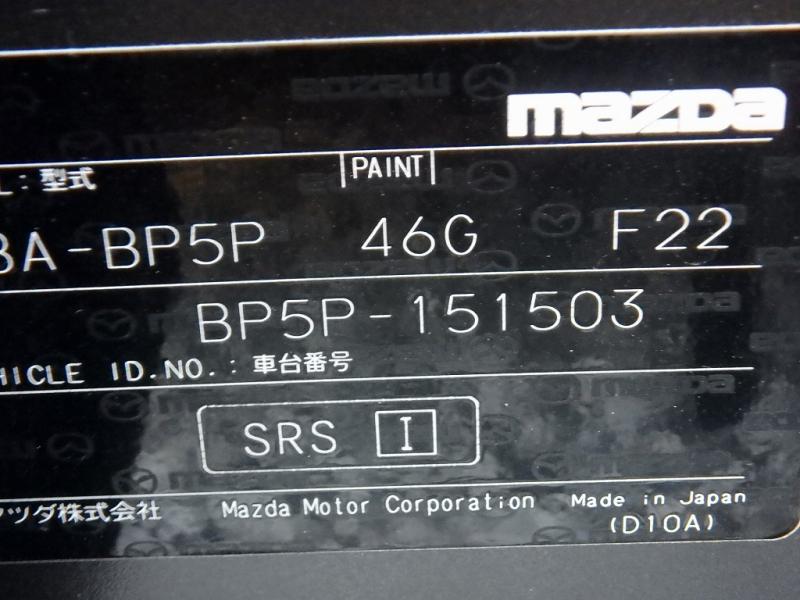 mazda
L : 型式 PAINT
BA-BP5P 46G F22
BP5P-151503
HICLE ID.NO. : 車台番号
SRS I
ツダ株式会社 Mazda Motor Corporation Made in Japan
(D10A)